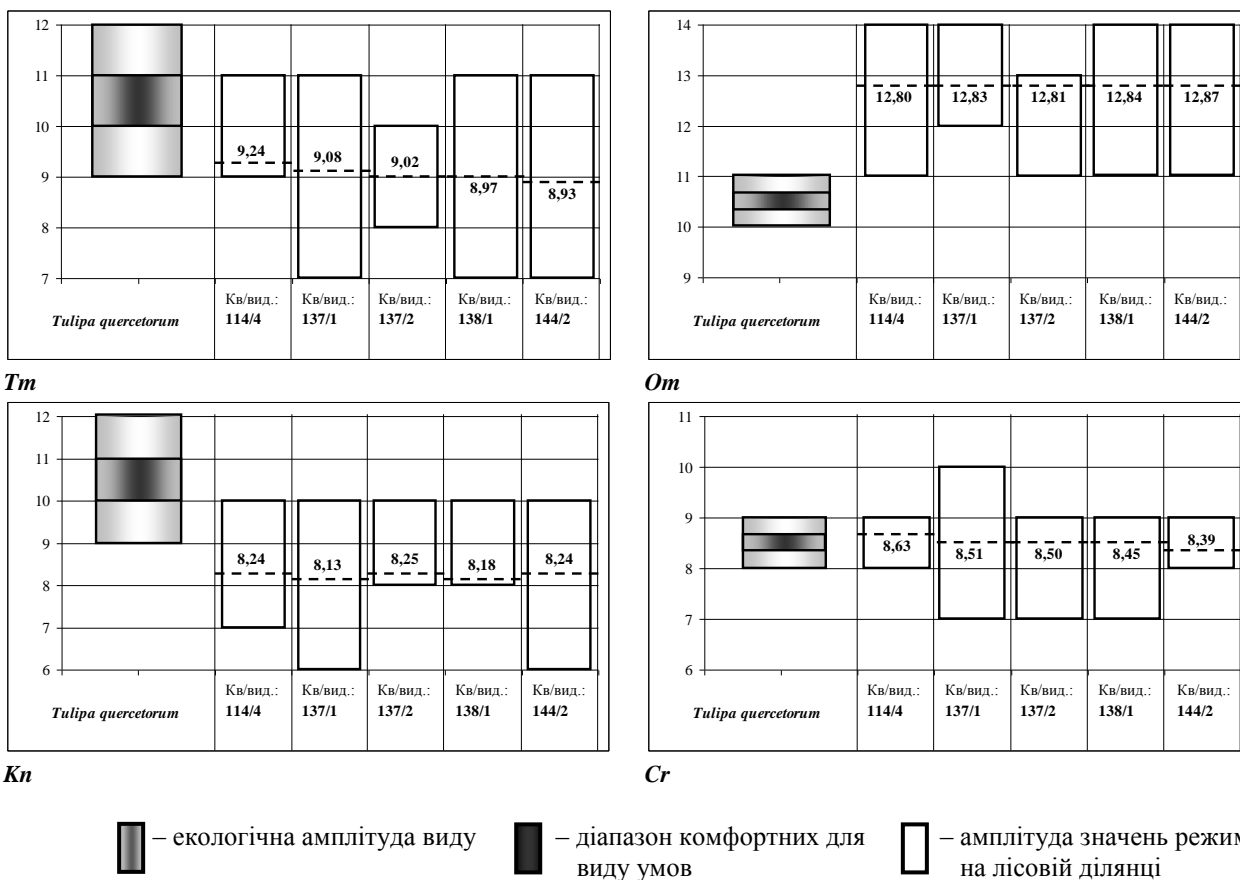 12
11
10
9
8
7
9,24
9,08
9,02
8,97
8,93
Tulipa quercetorum
Кв/вид.: Кв/вид.: Кв/вид.: Кв/вид.: Кв/вид.:
114/4 137/1 137/2 138/1 144/2
Tm
14
13
12
11
10
9
12,80 12,83 12,81 12,84 12,87
Tulipa quercetorum
Кв/вид.: Кв/вид.: Кв/вид.: Кв/вид.: Кв/вид.:
114/4 137/1 137/2 138/1 144/2
Om
12
11
10
9
8
7
6
8,24 8,13 8,25 8,18 8,24
Tulipa quercetorum
Кв/вид.: Кв/вид.: Кв/вид.: Кв/вид.: Кв/вид.:
114/4 137/1 137/2 138/1 144/2
Kn
11
10
9
8
7
6
8,63 8,51 8,50 8,45 8,39
Tulipa quercetorum
Кв/вид.: Кв/вид.: Кв/вид.: Кв/вид.: Кв/вид.:
114/4 137/1 137/2 138/1 144/2
Cr
– екологічна амплітуда виду
– діапазон комфортних для
виду умов
– амплітуда значень режим
на лісовій ділянці